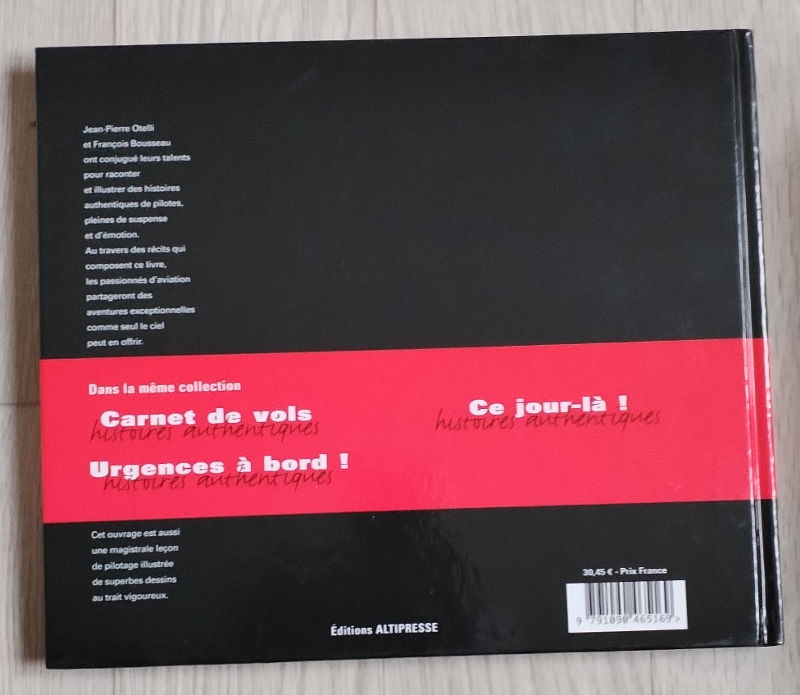 Jean-Pierre Otelli
et François Bousseau
ont conjugué leurs talents
pour raconter
et illustrer des histoires
authentiques de pilotes,
pleines de suspense
et d'émotion.
Au travers des récits qui
composent ce livre,
les passionnés d'aviation
partageront des
aventures exceptionnelles
comme seul le ciel
peut en offrir.
Dans la même collection
Carnet de vols
histoires authentiques
Urgences à bord !
histoires authentiques
Ce jour-là !
histoires authentiques
Cet ouvrage est aussi
une magistrale leçon
de pilotage illustrée
de superbes dessins
au trait vigoureux.
Éditions ALTIPRESSE
30,45 € - Prix France
9 791090 465169 >